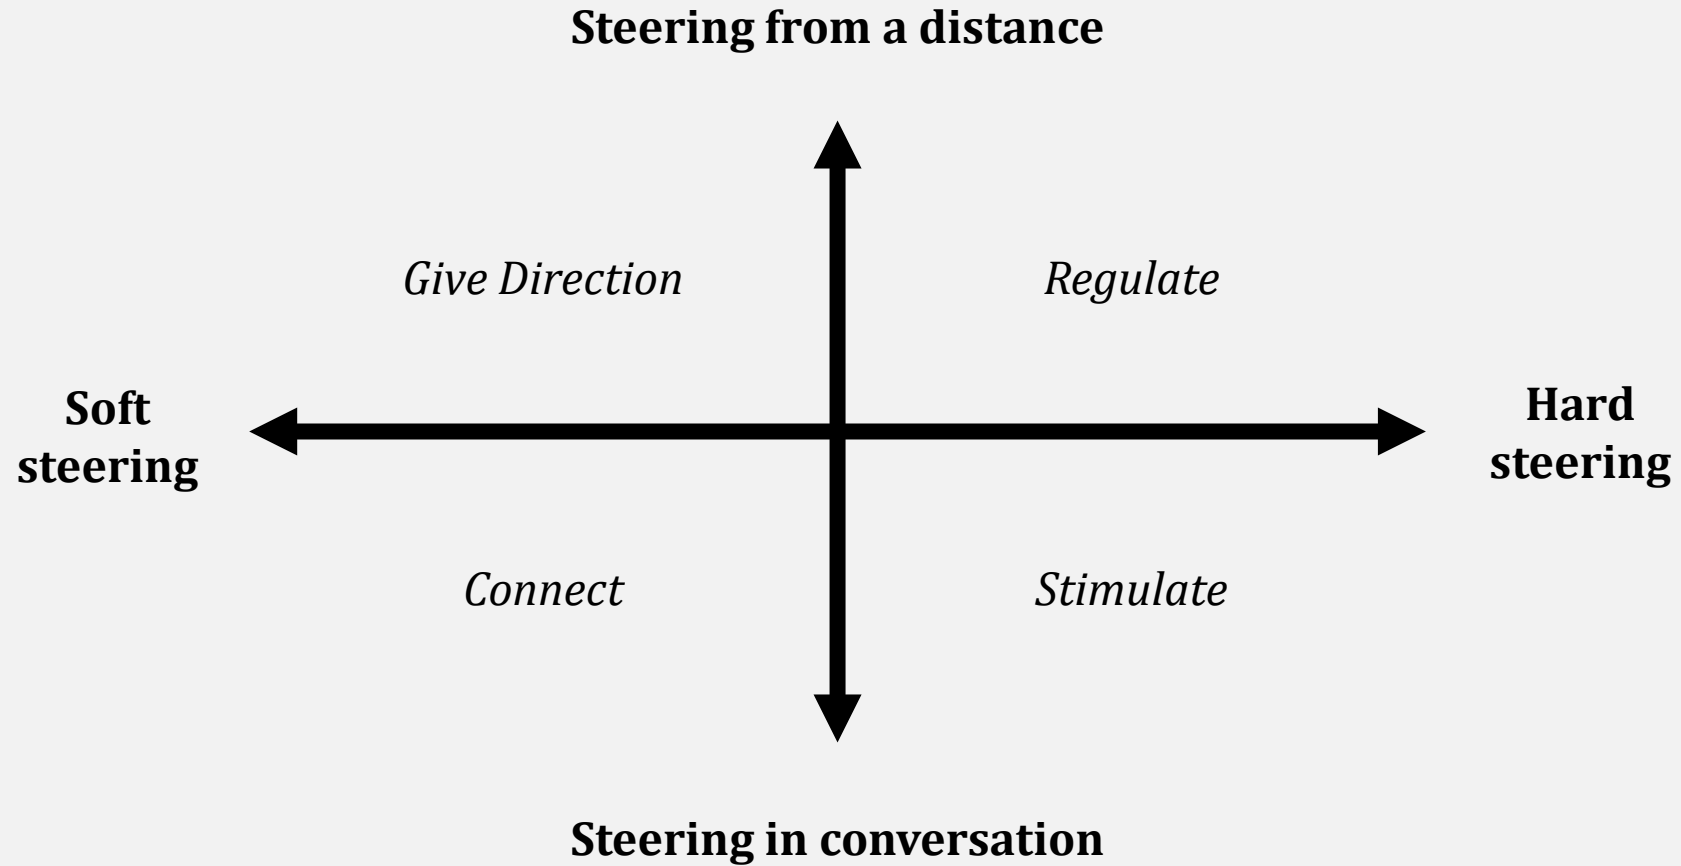 Steering from a distance
Give Direction
Regulate
Soft
steering
Hard
steering
Connect
Stimulate
Steering in conversation